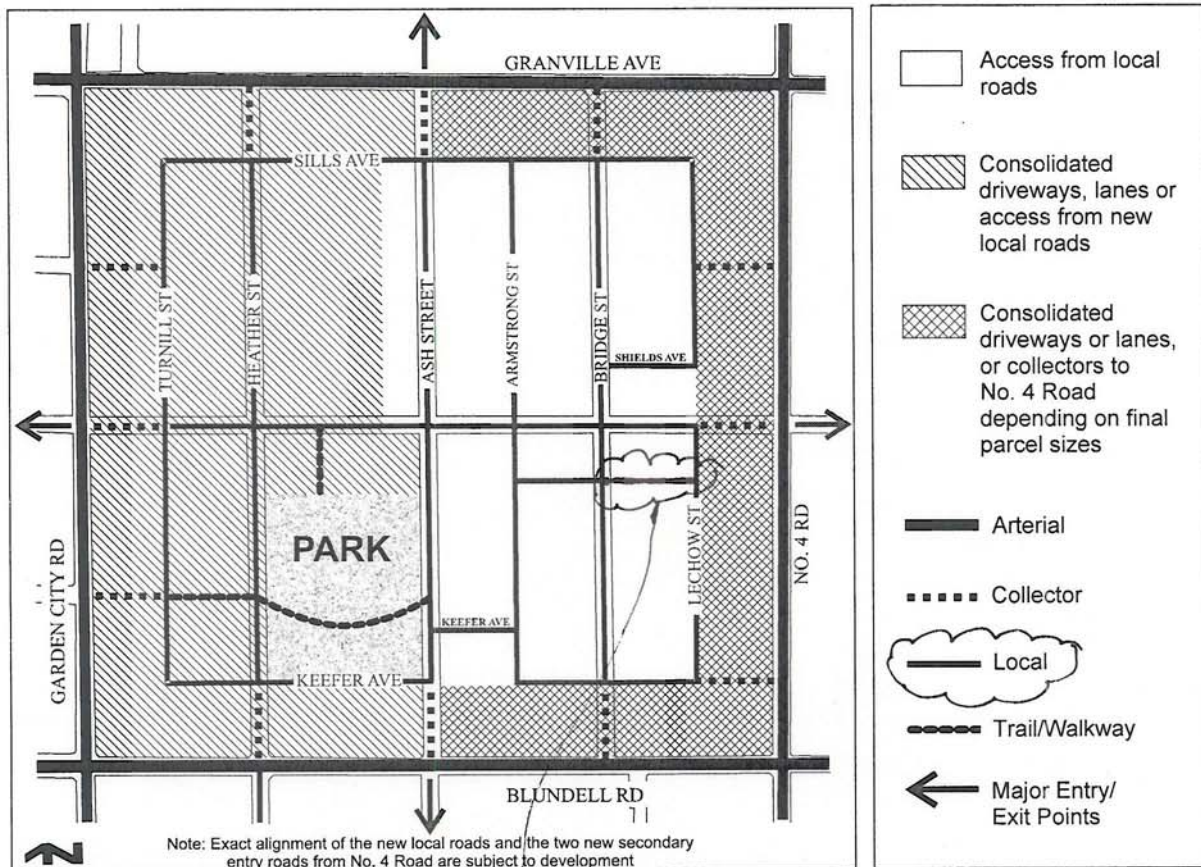 GRANVILLE AVE
SILLS AVE
TURNILL ST
HEATHER ST
ASH STREET
ARMSTRONG ST
BRIDGE ST
SHIELDS AVE
LECHOW ST
NO. 4 RD
GARDEN CITY RD
PARK
KEEFER AVE
KEEFER AVE
BLUNDELL RD
Note: Exact alignment of the new local roads and the two new secondary
entry roads from No. 4 Road are subject to development
Access from local
roads
Consolidated
driveways, lanes or
access from new
local roads
Consolidated
driveways or lanes,
or collectors to
No. 4 Road
depending on final
parcel sizes
Arterial
Collector
Local
Trail/Walkway
Major Entry/
Exit Points